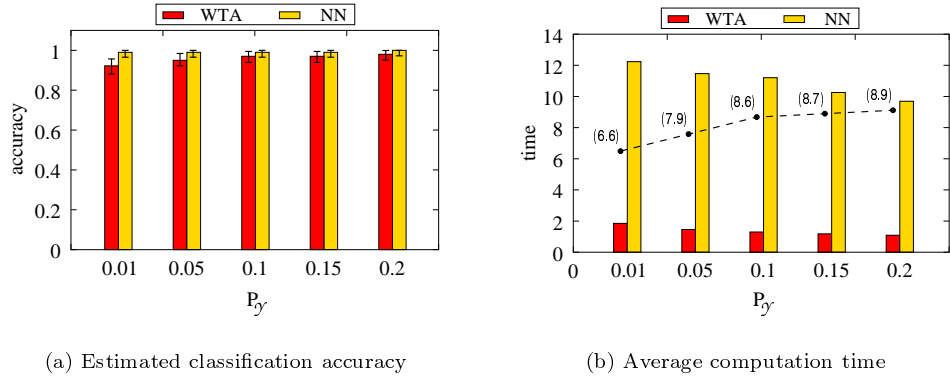 WTA NN
1
0.8
0.6
0.4
0.2
0
accuracy
0.01 0.05 0.1 0.15 0.2
P𝒴
(a) Estimated classification accuracy
WTA NN
14
12
10
8
6
4
2
0
time
(6.6) (7.9) (8.6) (8.7) (8.9)
0.01 0.05 0.1 0.15 0.2
P𝒴
(b) Average computation time